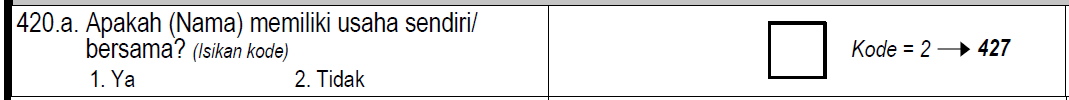 420.a. Apakah (Nama) memiliki usaha sendiri/
bersama? (Isikan kode)
1. Ya 2. Tidak
Kode = 2 → 427